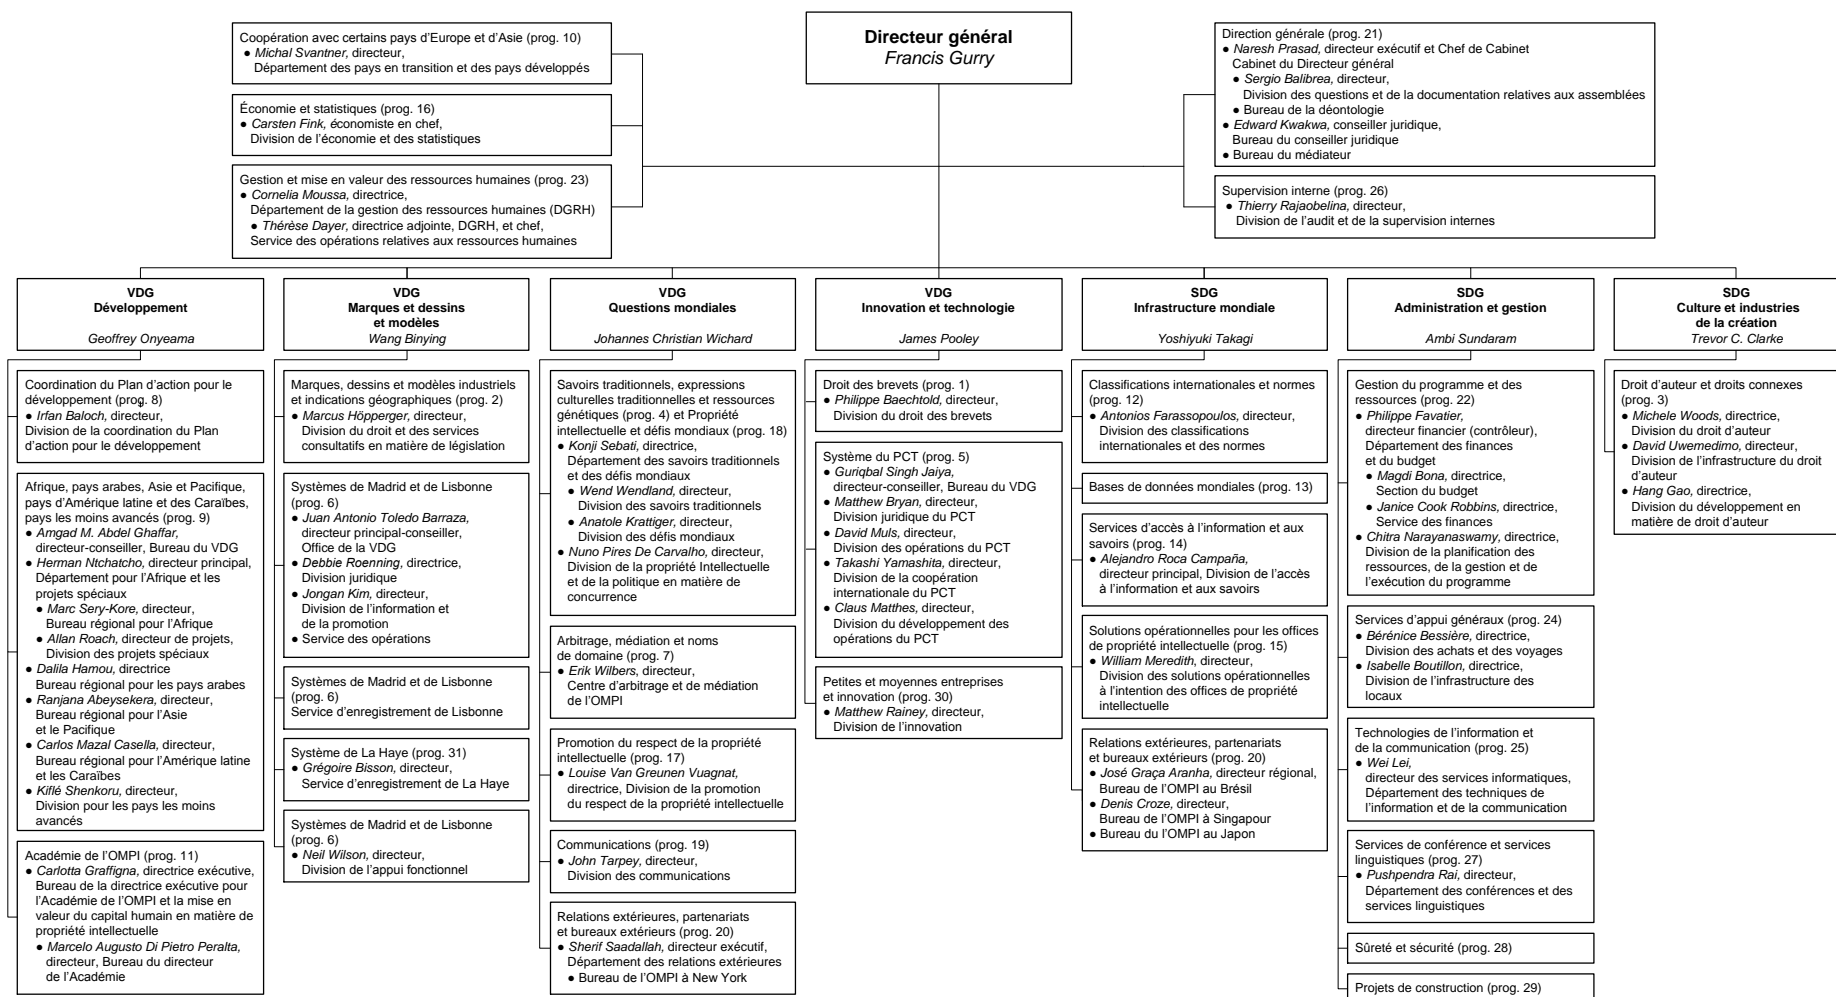 Directeur général
Francis Gurry
Coopération avec certains pays d'Europe et d'Asie (prog. 10)
● Michal Svantner, directeur,
Département des pays en transition et des pays développés
Économie et statistiques (prog. 16)
● Carsten Fink, économiste en chef,
Division de l'économie et des statistiques
Gestion et mise en valeur des ressources humaines (prog. 23)
● Cornelia Moussa, directrice,
Département de la gestion des ressources humaines (DGRH)
● Thérèse Dayer, directrice adjointe, DGRH, et chef,
Service des opérations relatives aux ressources humaines
Direction générale (prog. 21)
● Naresh Prasad, directeur exécutif et Chef de Cabinet
Cabinet du Directeur général
● Sergio Balibrea, directeur,
Division des questions et de la documentation relatives aux assemblées
● Bureau de la déontologie
● Edward Kwakwa, conseiller juridique,
Bureau du conseiller juridique
● Bureau du médiateur
Supervision interne (prog. 26)
● Thierry Rajaobelina, directeur,
Division de l'audit et de la supervision internes
VDG
Développement
Geoffrey Onyeama
Coordination du Plan d'action pour le
développement (prog. 8)
● Irfan Baloch, directeur,
Division de la coordination du Plan
d'action pour le développement
Afrique, pays arabes, Asie et Pacifique,
pays d'Amérique latine et des Caraïbes,
pays les moins avancés (prog. 9)
● Amgad M. Abdel Ghaffar,
directeur-conseiller, Bureau du VDG
● Herman Ntchatcho, directeur principal,
Département pour l'Afrique et les
projets spéciaux
● Marc Sery-Kore, directeur,
Bureau régional pour l'Afrique
● Allan Roach, directeur de projets,
Division des projets spéciaux
● Dalila Hamou, directrice
Bureau régional pour les pays arabes
● Ranjana Abeysekera, directeur,
Bureau régional pour l'Asie
et le Pacifique
● Carlos Mazal Casella, directeur,
Bureau régional pour l'Amérique latine
et les Caraïbes
● Kiflé Shenkoru, directeur,
Division pour les pays les moins
avancés
Académie de l'OMPI (prog. 11)
● Carlotta Graffigna, directrice exécutive,
Bureau de la directrice exécutive pour
l'Académie de l'OMPI et la mise en
valeur du capital humain en matière de
propriété intellectuelle
● Marcelo Augusto Di Pietro Peralta,
directeur, Bureau du directeur
de l'Académie
VDG
Marques et dessins
et modèles
Wang Binying
Marques, dessins et modèles industriels
et indications géographiques (prog. 2)
● Marcus Höpperger, directeur,
Division du droit et des services
consultatifs en matière de législation
Systèmes de Madrid et de Lisbonne
(prog. 6)
● Juan Antonio Toledo Barraza,
directeur principal-conseiller,
Office de la VDG
● Debbie Roenning, directrice,
Division juridique
● Jongan Kim, directeur,
Division de l'information et
de la promotion
● Service des opérations
Systèmes de Madrid et de Lisbonne
(prog. 6)
Service d'enregistrement de Lisbonne
Système de La Haye (prog. 31)
● Grégoire Bisson, directeur,
Service d'enregistrement de La Haye
Systèmes de Madrid et de Lisbonne
(prog. 6)
● Neil Wilson, directeur,
Division de l'appui fonctionnel
VDG
Questions mondiales
Johannes Christian Wichard
Savoirs traditionnels, expressions
culturelles traditionnelles et ressources
génétiques (prog. 4) et Propriété
intellectuelle et défis mondiaux (prog. 18)
● Konji Sebati, directrice,
Département des savoirs traditionnels
et des défis mondiaux
● Wend Wendland, directeur,
Division des savoirs traditionnels
● Anatole Krattiger, directeur,
Division des défis mondiaux
● Nuno Pires De Carvalho, directeur,
Division de la propriété Intellectuelle
et de la politique en matière de
concurrence
Arbitrage, médiation et noms
de domaine (prog. 7)
● Erik Wilbers, directeur,
Centre d'arbitrage et de médiation
de l'OMPI
Promotion du respect de la propriété
intellectuelle (prog. 17)
● Louise Van Greunen Vuagnat,
directrice, Division de la promotion
du respect de la propriété intellectuelle
Communications (prog. 19)
● John Tarpey, directeur,
Division des communications
Relations extérieures, partenariats
et bureaux extérieurs (prog. 20)
● Sherif Saadallah, directeur exécutif,
Département des relations extérieures
● Bureau de l'OMPI à New York
VDG
Innovation et technologie
James Pooley
Droit des brevets (prog. 1)
● Philippe Baechtold, directeur,
Division du droit des brevets
Système du PCT (prog. 5)
● Guriqbal Singh Jaiya,
directeur-conseiller, Bureau du VDG
● Matthew Bryan, directeur,
Division juridique du PCT
● David Muls, directeur,
Division des opérations du PCT
● Takashi Yamashita, directeur,
Division de la coopération
internationale du PCT
● Claus Matthes, directeur,
Division du développement des
opérations du PCT
Petites et moyennes entreprises
et innovation (prog. 30)
● Matthew Rainey, directeur,
Division de l'innovation
SDG
Infrastructure mondiale
Yoshiyuki Takagi
Classifications internationales et normes
(prog. 12)
● Antonios Farassopoulos, directeur,
Division des classifications
internationales et des normes
Bases de données mondiales (prog. 13)
Services d'accès à l'information et aux
savoirs (prog. 14)
● Alejandro Roca Campaña,
directeur principal, Division de l'accès
à l'information et aux savoirs
Solutions opérationnelles pour les offices
de propriété intellectuelle (prog. 15)
● William Meredith, directeur,
Division des solutions opérationnelles
à l'intention des offices de propriété
intellectuelle
Relations extérieures, partenariats
et bureaux extérieurs (prog. 20)
● José Graça Aranha, directeur régional,
Bureau de l'OMPI au Brésil
● Denis Croze, directeur,
Bureau de l'OMPI à Singapour
● Bureau du l'OMPI au Japon
SDG
Administration et gestion
Ambi Sundaram
Gestion du programme et des
ressources (prog. 22)
● Philippe Favatier,
directeur financier (contrôleur),
Département des finances
et du budget
● Magdi Bona, directrice,
Section du budget
● Janice Cook Robbins, directrice,
Service des finances
● Chitra Narayanaswamy, directrice,
Division de la planification des
ressources, de la gestion et de
l'exécution du programme
Services d'appui généraux (prog. 24)
● Bérénice Bessière, directrice,
Division des achats et des voyages
● Isabelle Boutillon, directrice,
Division de l'infrastructure des
locaux
Technologies de l'information et
de la communication (prog. 25)
● Wei Lei,
directeur des services informatiques,
Département des techniques de
l'information et de la communication
Services de conférence et services
linguistiques (prog. 27)
● Pushpendra Rai, directeur,
Département des conférences et des
services linguistiques
Sûreté et sécurité (prog. 28)
Projets de construction (prog. 29)
SDG
Culture et industries
de la création
Trevor C. Clarke
Droit d'auteur et droits connexes
(prog. 3)
● Michele Woods, directrice,
Division du droit d'auteur
● David Uwemedimo, directeur,
Division de l'infrastructure du droit
d'auteur
● Hang Gao, directrice,
Division du développement en
matière de droit d'auteur